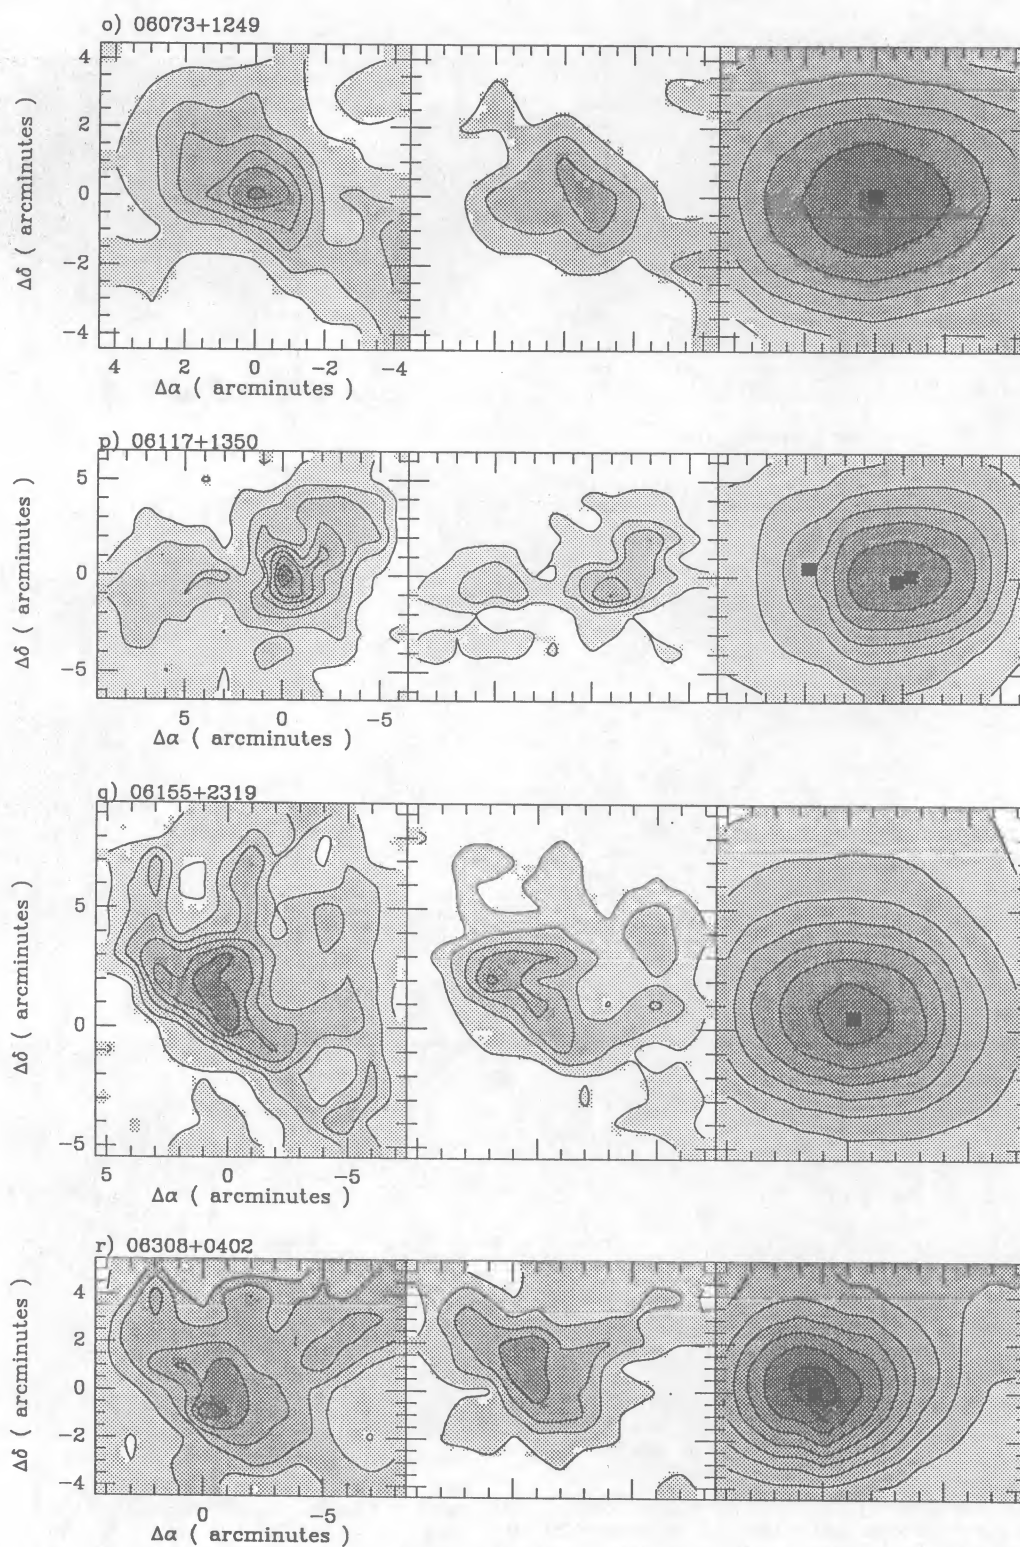 o) 06073+1249
4
2
0
−2
−4
Δδ ( arcminutes )
4 2 0 −2 −4
Δα ( arcminutes )
p) 06117+1350
5
0
−5
Δδ ( arcminutes )
5 0 −5
Δα ( arcminutes )
q) 06155+2319
5
0
−5
Δδ ( arcminutes )
5 0 −5
Δα ( arcminutes )
r) 06308+0402
4
2
0
−2
−4
Δδ ( arcminutes )
0 −5
Δα ( arcminutes )